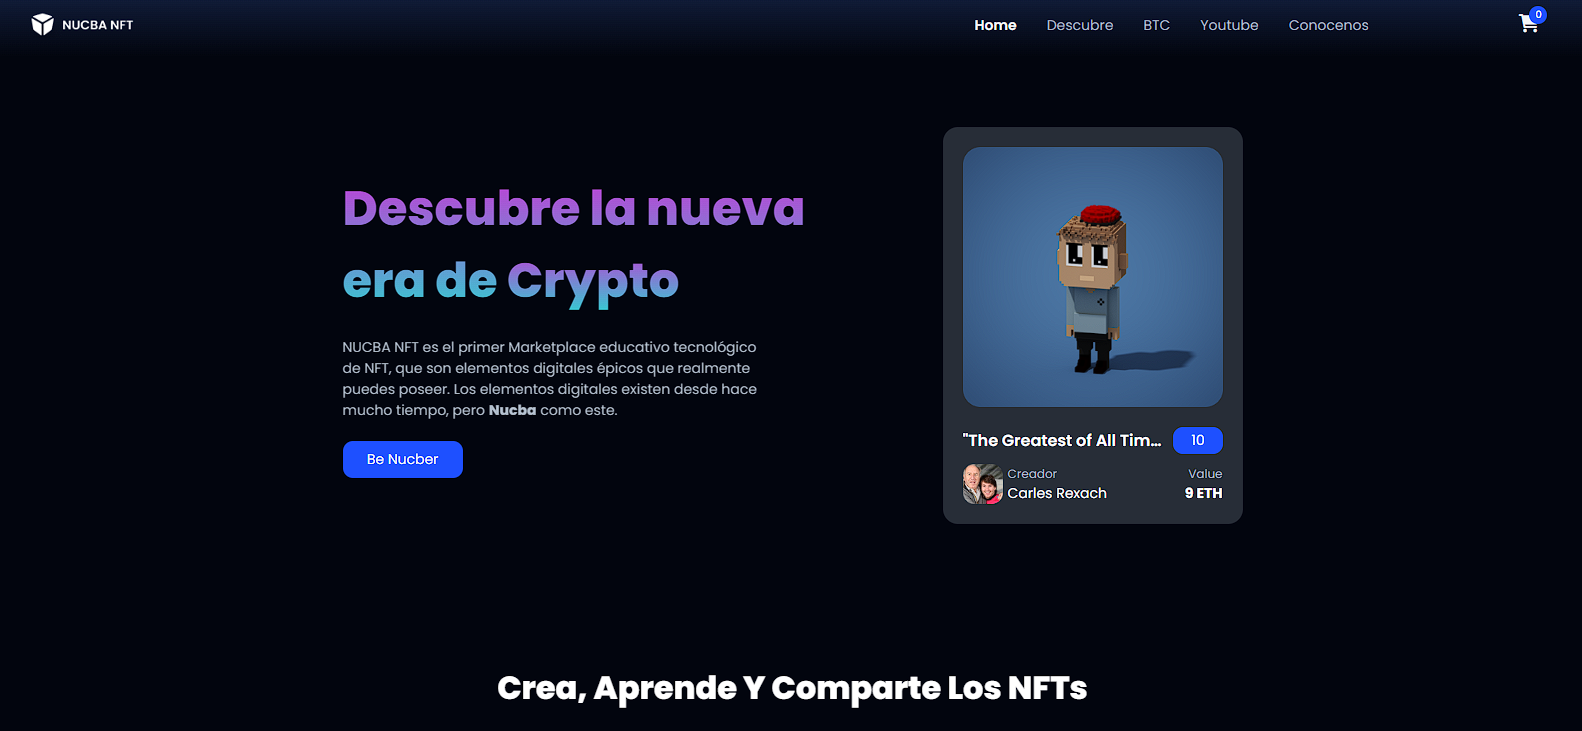 NUCBA NFT
Home
Descubre
BTC
Youtube
Conocenos
0
Descubre la nueva
era de Crypto
NUCBA NFT es el primer Marketplace educativo tecnológico
de NFT, que son elementos digitales épicos que realmente
puedes poseer. Los elementos digitales existen desde hace
mucho tiempo, pero Nucba como este.
Be Nucber
"The Greatest of All Tim...
10
Creador
Carles Rexach
Value
9 ETH
Crea, Aprende Y Comparte Los NFTs